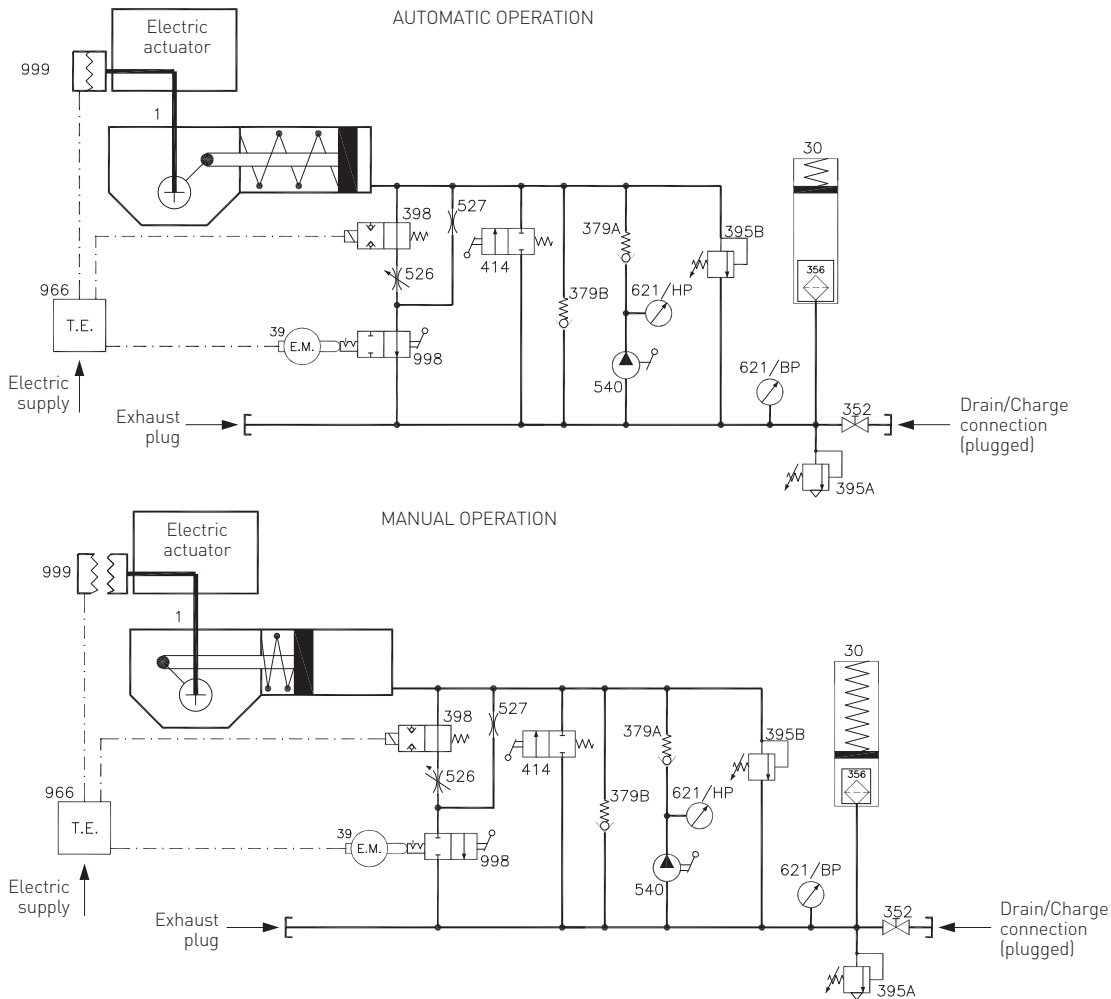 AUTOMATIC OPERATION
Electric
actuator
999
1
30
527
398
379A
395B
414
356
526
621/HP
966
379B
T.E.
39
E.M.
998
540
621/BP
Electric
supply
352
Exhaust
plug
Drain/Charge
connection
(plugged)
395A
MANUAL OPERATION
Electric
actuator
999
1
30
527
398
379A
395B
414
356
526
621/HP
966
379B
T.E.
39
E.M.
998
540
621/BP
Electric
supply
352
Exhaust
plug
Drain/Charge
connection
(plugged)
395A